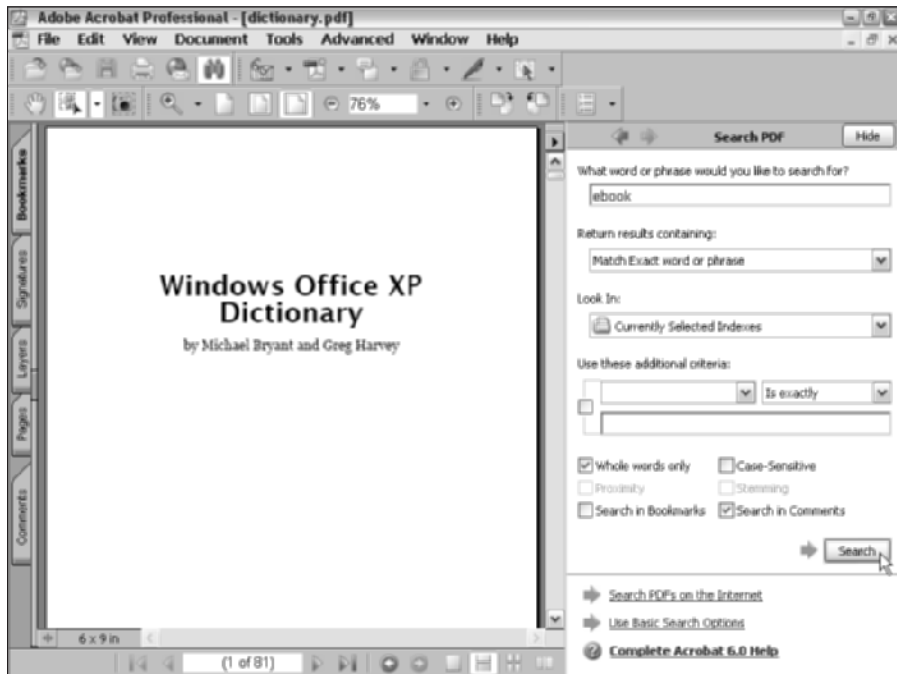 Adobe Acrobat Professional - [dictionary.pdf]
File Edit View Document Tools Advanced Window Help
76%
Search PDF
Hide
Bookmarks
Signatures
Layers
Pages
Comments
Windows Office XP
Dictionary
by Michael Bryant and Greg Harvey
6 x 9 in
(1 of 81)
What word or phrase would you like to search for?
ebook
Return results containing:
Match Exact word or phrase
Look In:
Currently Selected Indexes
Use these additional criteria:
Is exactly
Whole words only
Case-Sensitive
Proximity
Stemming
Search in Bookmarks
Search in Comments
Search
Search PDFs on the Internet
Use Basic Search Options
Complete Acrobat 6.0 Help